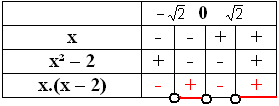 -√2 0 √2
x - - + +
x² – 2 + - - +
x.(x – 2) - + - +